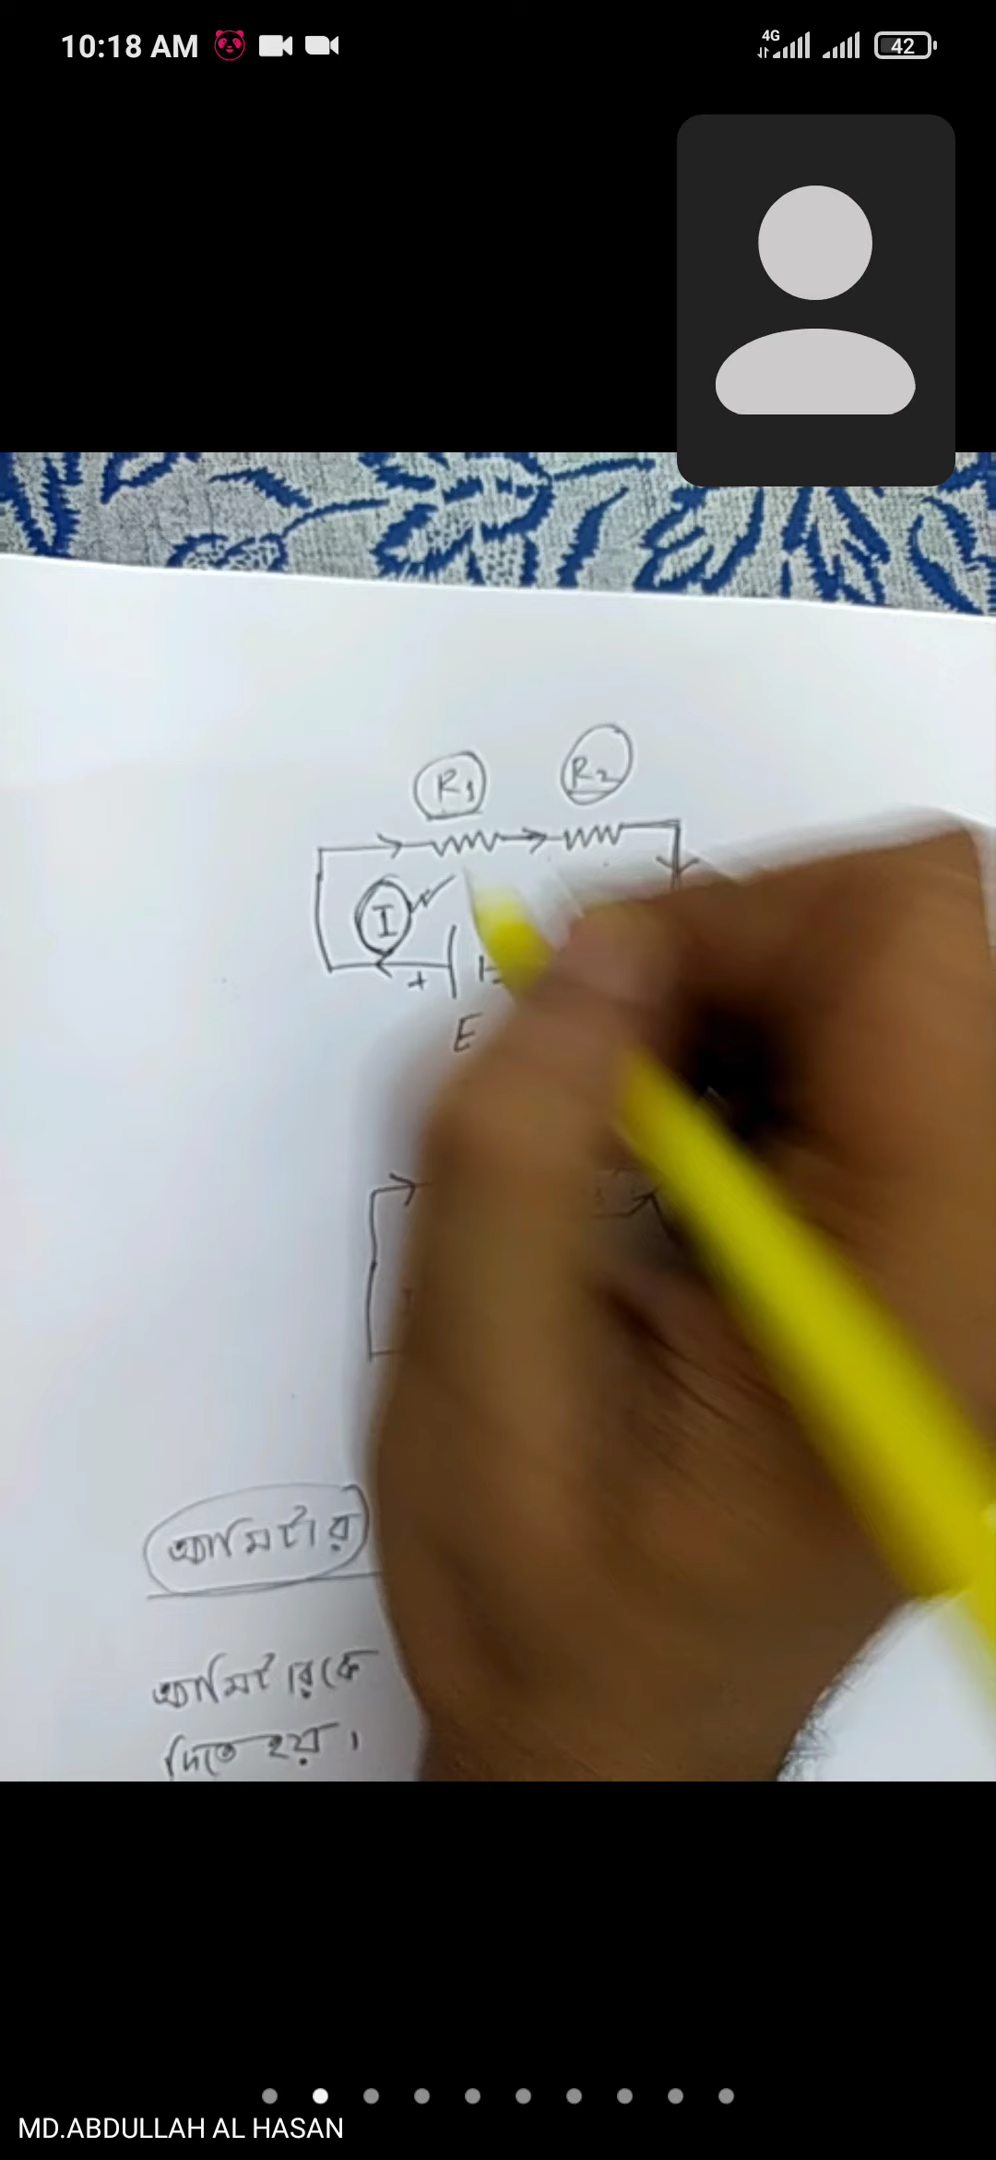 10:18 AM
4G
42
R₁
R₂
I
+
E
অ্যামিটার
অ্যামিটারকে
দিতে হয়।
MD.ABDULLAH AL HASAN